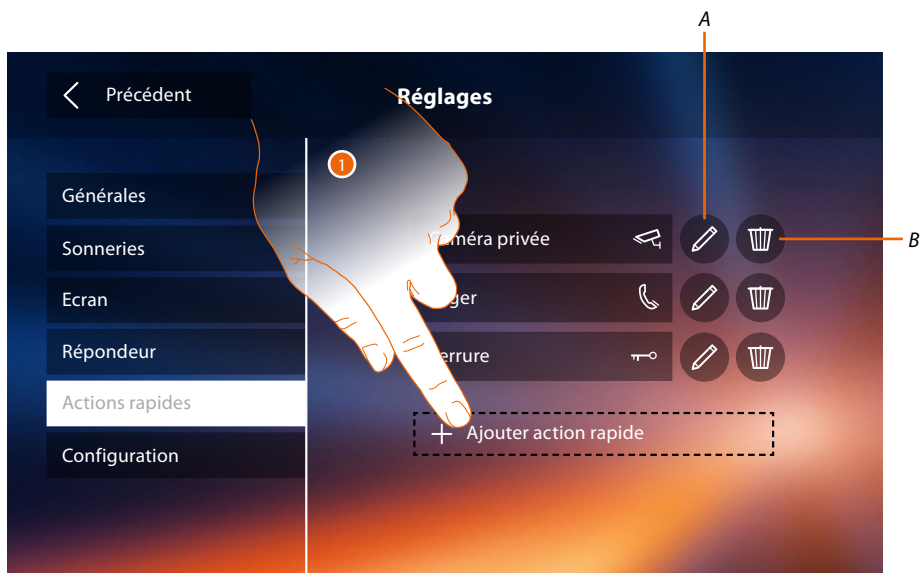 A
Précédent
Réglages
1
Générales
Sonneries
Ecran
Répondeur
Actions rapides
Configuration
méra privée
B
ger
errure
Ajouter action rapide